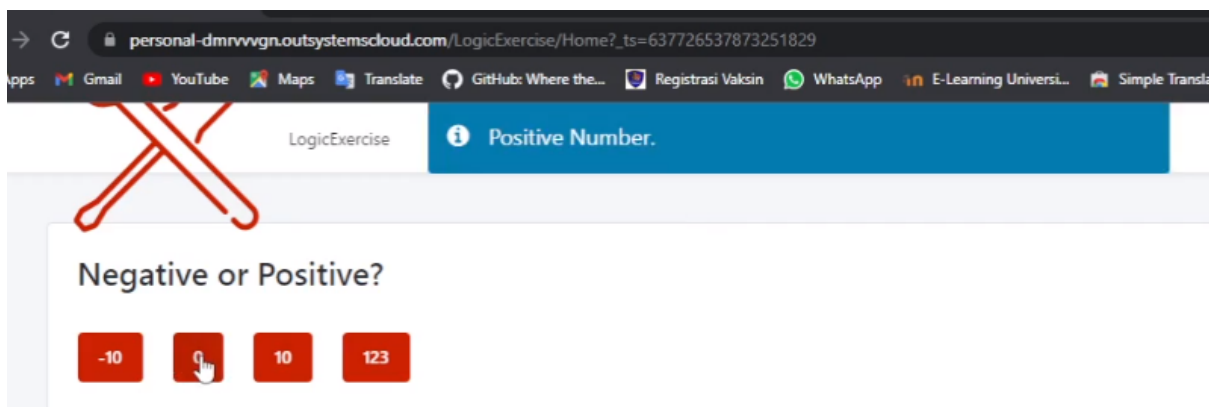 personal-dmrvvvgn.outsystemscloud.com/LogicExercise/Home?_ts=637726537873251829
Apps Gmail YouTube Maps Translate GitHub: Where the... Registrasi Vaksin WhatsApp E-Learning Universi... Simple Transla
LogicExercise Positive Number.
Negative or Positive?
-10 0 10 123